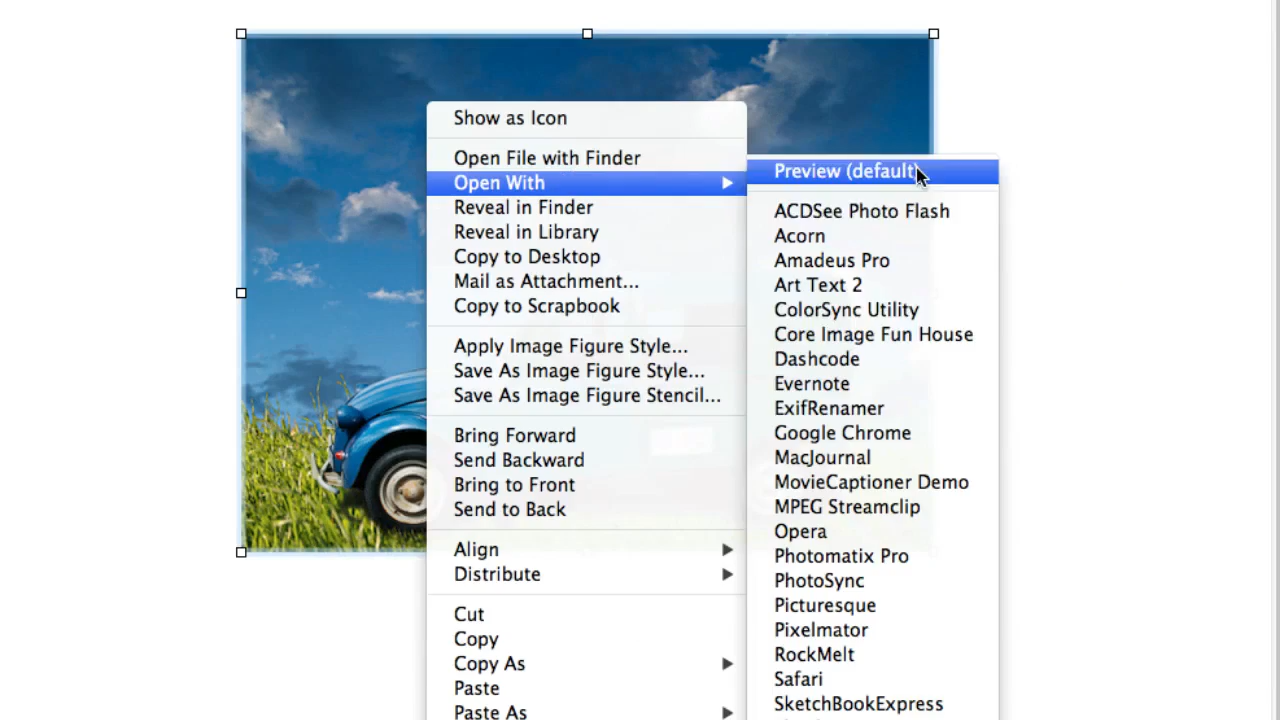 Show as Icon
Open File with Finder
Open With
Reveal in Finder
Reveal in Library
Copy to Desktop
Mail as Attachment...
Copy to Scrapbook
Apply Image Figure Style...
Save As Image Figure Style...
Save As Image Figure Stencil...
Bring Forward
Send Backward
Bring to Front
Send to Back
Align
Distribute
Cut
Copy
Copy As
Paste
Paste As
Preview (default)
ACDSee Photo Flash
Acorn
Amadeus Pro
Art Text 2
ColorSync Utility
Core Image Fun House
Dashcode
Evernote
ExifRenamer
Google Chrome
MacJournal
MovieCaptioner Demo
MPEG Streamclip
Opera
Photomatix Pro
PhotoSync
Picturesque
Pixelmator
RockMelt
Safari
SketchBookExpress